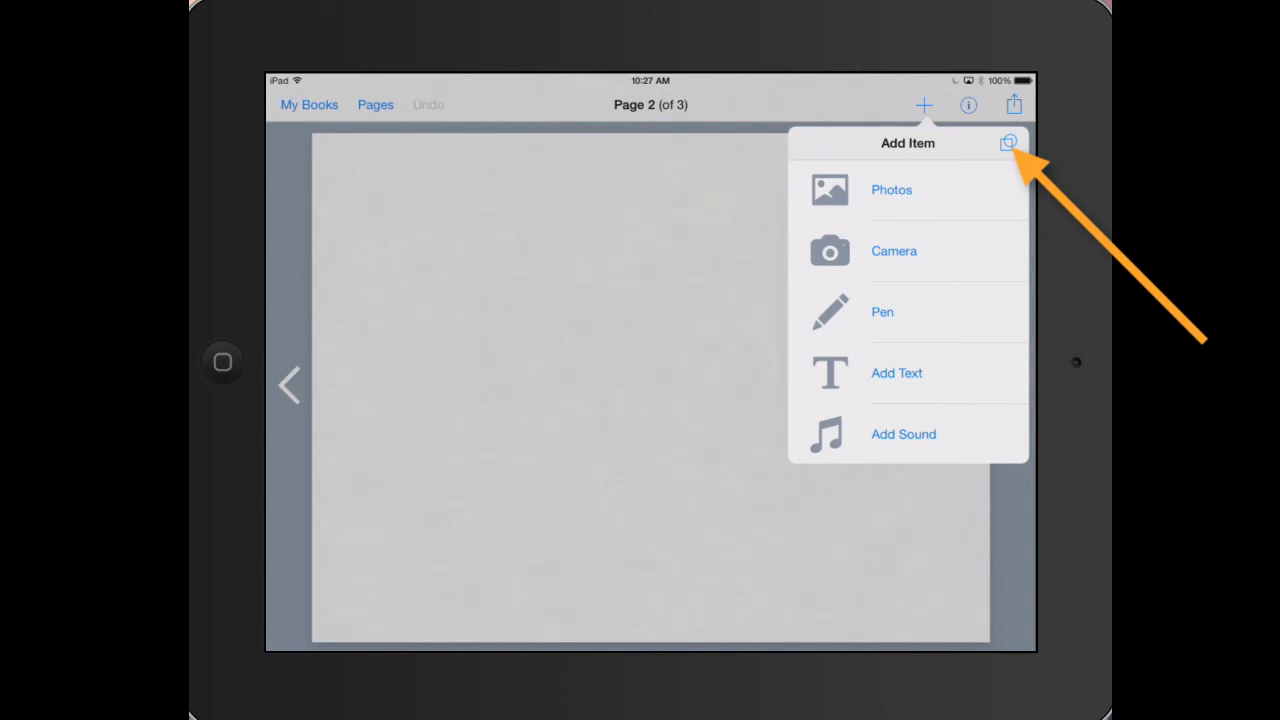 iPad 10:27 AM 100%
My Books Pages Undo Page 2 (of 3)
Add Item
Photos
Camera
Pen
Add Text
Add Sound